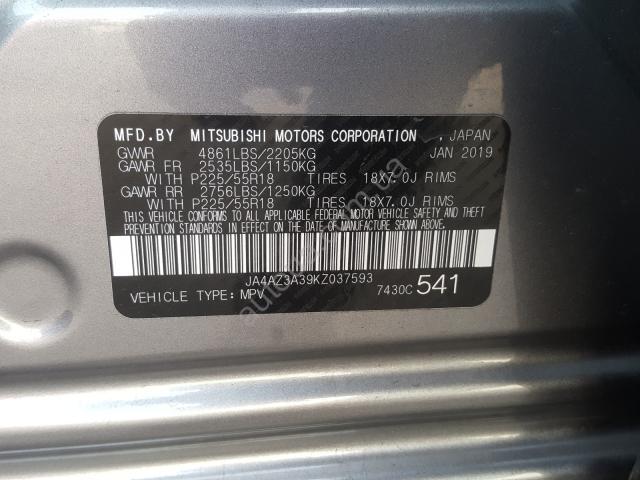 MFD.BY MITSUBISHI MOTORS CORPORATION , JAPAN
GVWR 4861LBS/2205KG JAN 2019
GAWR FR 2535LBS/1150KG
WITH P225/55R18 TIRES 18X7.0J RIMS
GAWR RR 2756LBS/1250KG
WITH P225/55R18 TIRES 18X7.0J RIMS
THIS VEHICLE CONFORMS TO ALL APPLICABLE FEDERAL MOTOR VEHICLE SAFETY AND THEFT
PREVENTION STANDARDS IN EFFECT ON THE DATE OF MANUFACTURE SHOWN ABOVE.
JA4AZ3A39KZ037593
VEHICLE TYPE: MPV 7430C 541